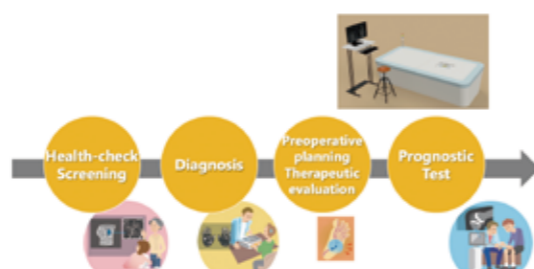 Health-check
Screening
Diagnosis
Preoperative
planning
Therapeutic
evaluation
Prognostic
Test